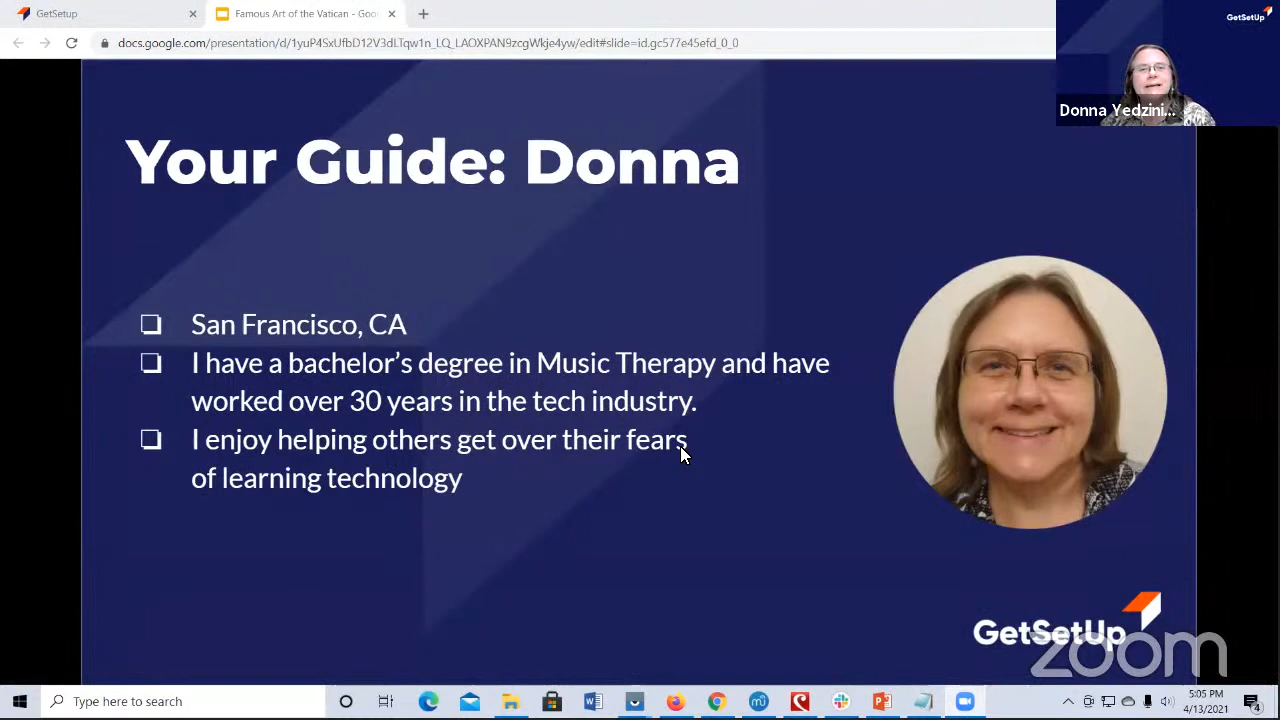 GetSetup
Famous Art of the Vatican - Goo
docs.google.com/presentation/d/1yuP4SxUfbD12V3dLTqw1n_LQ_LAOXPAN9zcgWkje4yw/edit#slide=id.gc577e45efd_0_0
GetSetUp
Donna Yedzini...
Your Guide: Donna
San Francisco, CA
I have a bachelor’s degree in Music Therapy and have
worked over 30 years in the tech industry.
I enjoy helping others get over their fears
of learning technology
GetSetUp
zoom
Type here to search
5:05 PM
4/13/2021
4